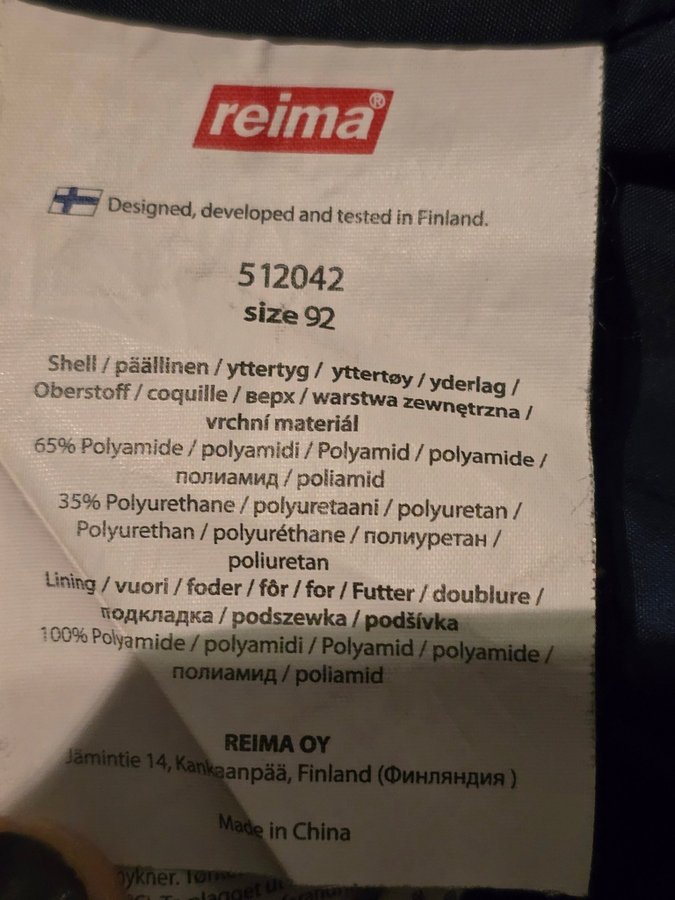 reima®
Designed, developed and tested in Finland.
512042
size 92
Shell / päällinen / yttertyg / yttertøy / yderlag /
Oberstoff / coquille / верх / warstwa zewnętrzna /
vrchní materiál
65% Polyamide / polyamidi / Polyamid / polyamide /
полиамид / poliamid
35% Polyurethane / polyuretaani / polyuretan /
Polyurethan / polyuréthane / полиуретан /
poliuretan
Lining / vuori / foder / fôr / for / Futter / doublure /
подкладка / podszewka / podšívka
100% Polyamide / polyamidi / Polyamid / polyamide /
полиамид / poliamid
REIMA OY
Jämintie 14, Kankaanpää, Finland (Финляндия )
Made in China